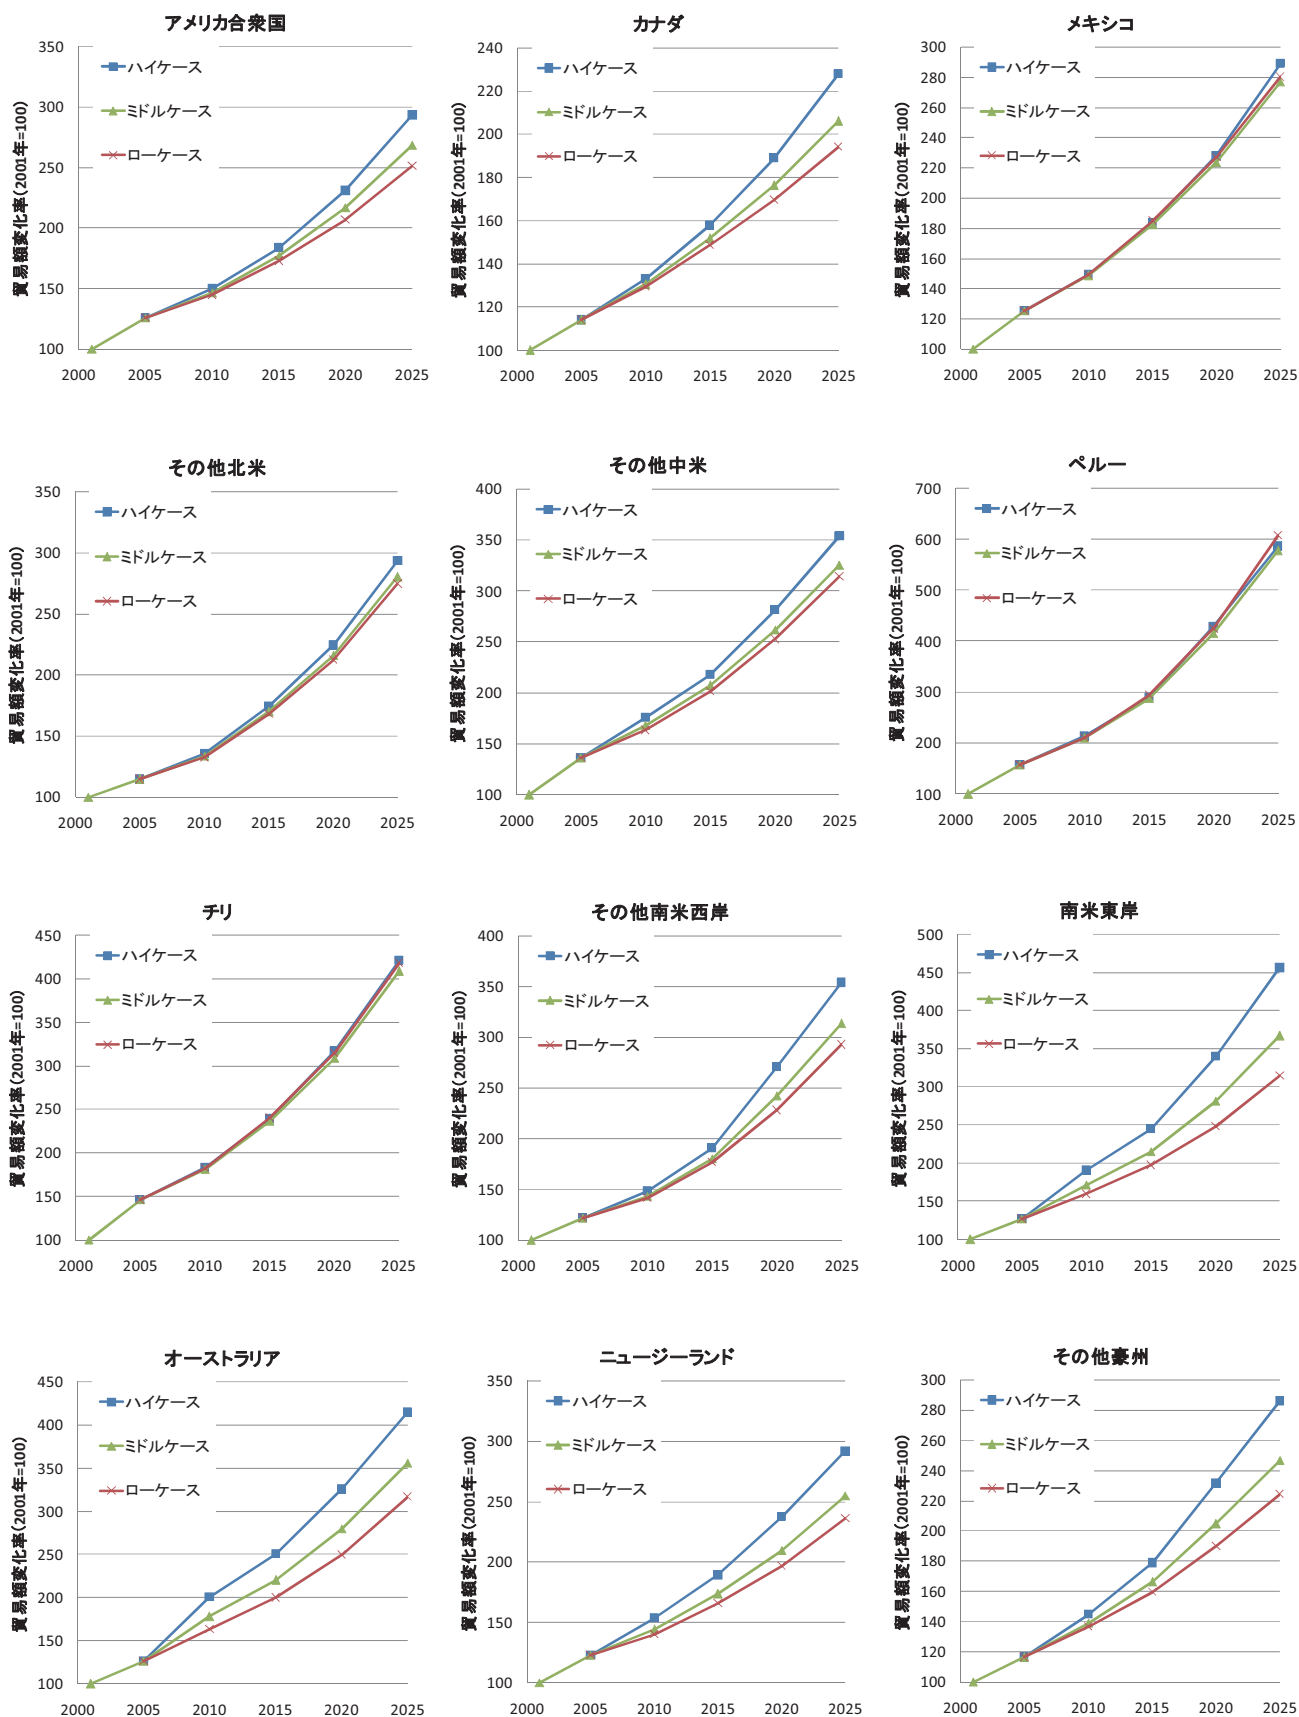 アメリカ合衆国
貿易額変化率(2001年=100)
350
300
250
200
150
100
2000 2005 2010 2015 2020 2025
ハイケース
ミドルケース
ローケース
カナダ
貿易額変化率(2001年=100)
240
220
200
180
160
140
120
100
2000 2005 2010 2015 2020 2025
ハイケース
ミドルケース
ローケース
メキシコ
貿易額変化率(2001年=100)
300
280
260
240
220
200
180
160
140
120
100
2000 2005 2010 2015 2020 2025
ハイケース
ミドルケース
ローケース
その他北米
貿易額変化率(2001年=100)
350
300
250
200
150
100
2000 2005 2010 2015 2020 2025
ハイケース
ミドルケース
ローケース
その他中米
貿易額変化率(2001年=100)
400
350
300
250
200
150
100
2000 2005 2010 2015 2020 2025
ハイケース
ミドルケース
ローケース
ペルー
貿易額変化率(2001年=100)
700
600
500
400
300
200
100
2000 2005 2010 2015 2020 2025
ハイケース
ミドルケース
ローケース
チリ
貿易額変化率(2001年=100)
450
400
350
300
250
200
150
100
2000 2005 2010 2015 2020 2025
ハイケース
ミドルケース
ローケース
その他南米西岸
貿易額変化率(2001年=100)
400
350
300
250
200
150
100
2000 2005 2010 2015 2020 2025
ハイケース
ミドルケース
ローケース
南米東岸
貿易額変化率(2001年=100)
500
450
400
350
300
250
200
150
100
2000 2005 2010 2015 2020 2025
ハイケース
ミドルケース
ローケース
オーストラリア
貿易額変化率(2001年=100)
450
400
350
300
250
200
150
100
2000 2005 2010 2015 2020 2025
ハイケース
ミドルケース
ローケース
ニュージーランド
貿易額変化率(2001年=100)
350
300
250
200
150
100
2000 2005 2010 2015 2020 2025
ハイケース
ミドルケース
ローケース
その他豪州
貿易額変化率(2001年=100)
300
280
260
240
220
200
180
160
140
120
100
2000 2005 2010 2015 2020 2025
ハイケース
ミドルケース
ローケース